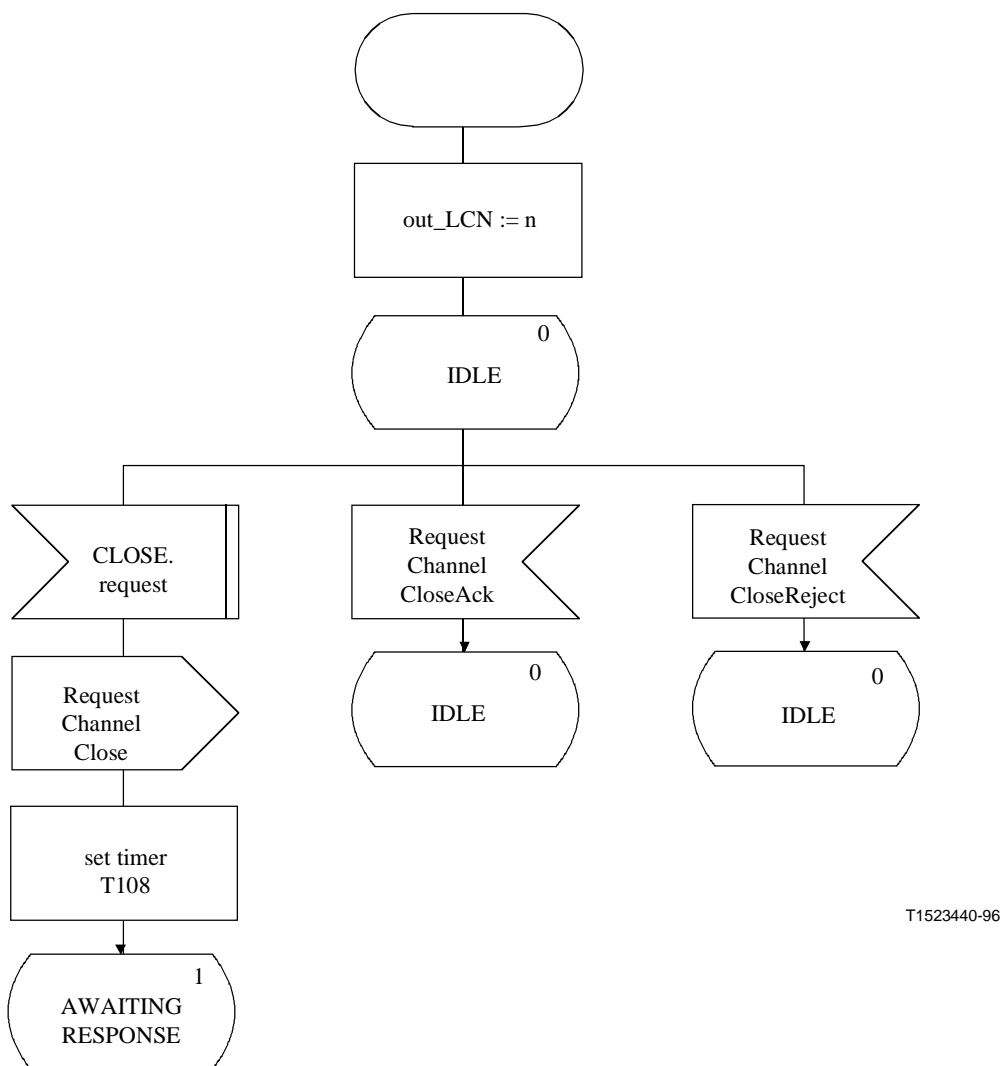 out_LCN := n
0
IDLE
CLOSE.
request
Request
Channel
CloseAck
Request
Channel
CloseReject
Request
Channel
Close
0
IDLE
0
IDLE
set timer
T108
T1523440-96
1
AWAITING
RESPONSE